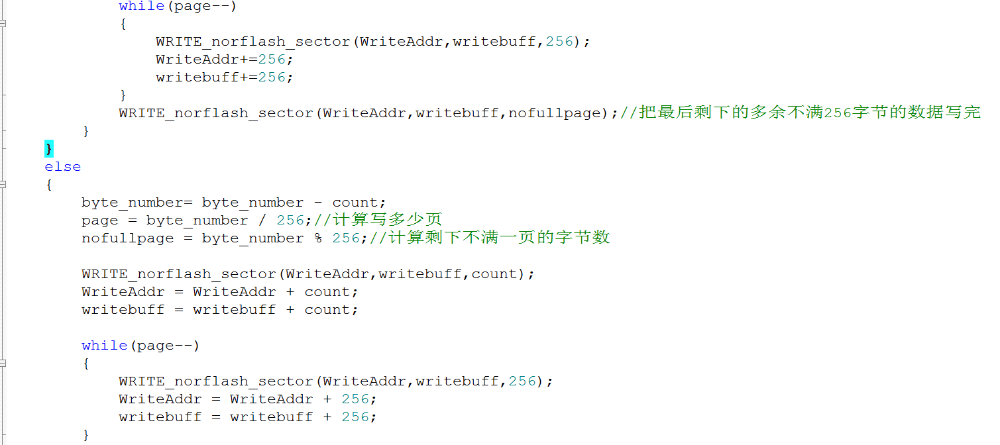 while(page--)
{
WRITE_norflash_sector(WriteAddr,writebuff,256);
WriteAddr+=256;
writebuff+=256;
}
WRITE_norflash_sector(WriteAddr,writebuff,nofullpage);//把最后剩下的多余不满256字节的数据写完
}
}
else
{
byte_number= byte_number - count;
page = byte_number / 256;//计算写多少页
nofullpage = byte_number % 256;//计算剩下不满一页的字节数
WRITE_norflash_sector(WriteAddr,writebuff,count);
WriteAddr = WriteAddr + count;
writebuff = writebuff + count;
while(page--)
{
WRITE_norflash_sector(WriteAddr,writebuff,256);
WriteAddr = WriteAddr + 256;
writebuff = writebuff + 256;
}